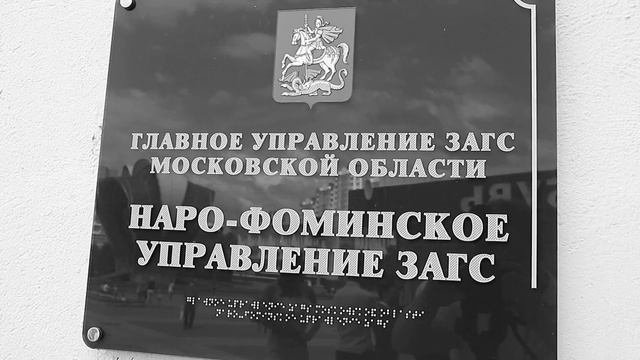 ГЛАВНОЕ УПРАВЛЕНИЕ ЗАГС
МОСКОВСКОЙ ОБЛАСТИ
НАРО-ФОМИНСКОЕ
УПРАВЛЕНИЕ ЗАГС